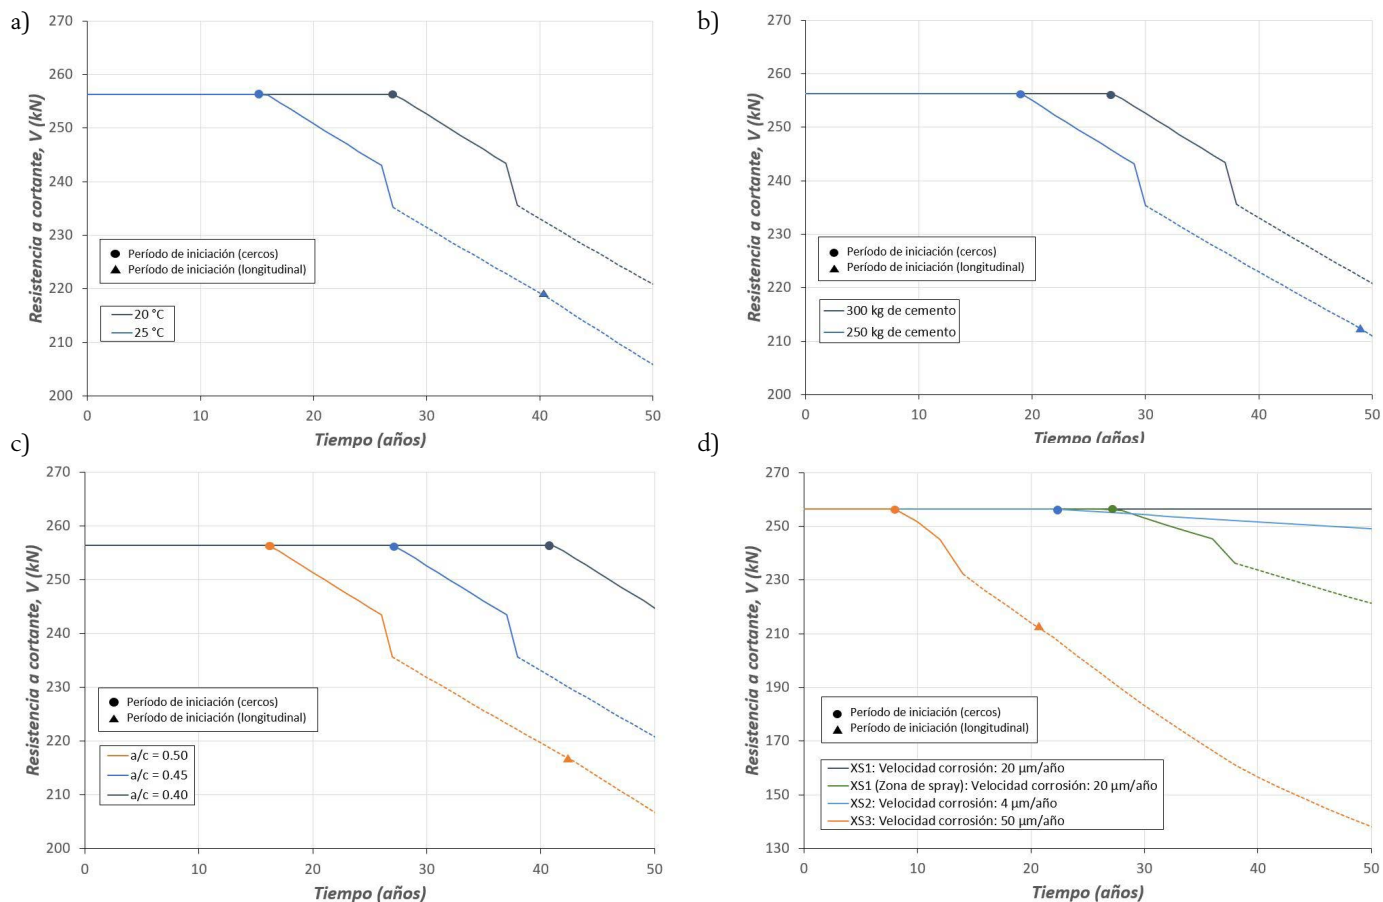 a)
270
260
250
240
230
220
210
200
Resistencia a cortante, V (kN)
Período de iniciación (cercos)
Período de iniciación (longitudinal)
20 °C
25 °C
0 10 20 30 40 50
Tiempo (años)
b)
270
260
250
240
230
220
210
200
Resistencia a cortante, V (kN)
Período de iniciación (cercos)
Período de iniciación (longitudinal)
300 kg de cemento
250 kg de cemento
0 10 20 30 40 50
Tiempo (años)
c)
270
260
250
240
230
220
210
200
Resistencia a cortante, V (kN)
Período de iniciación (cercos)
Período de iniciación (longitudinal)
a/c = 0.50
a/c = 0.45
a/c = 0.40
0 10 20 30 40 50
Tiempo (años)
d)
270
250
230
210
190
170
150
130
Resistencia a cortante, V (kN)
Período de iniciación (cercos)
Período de iniciación (longitudinal)
XS1: Velocidad corrosión: 20 μm/año
XS1 (Zona de spray): Velocidad corrosión: 20 μm/año
XS2: Velocidad corrosión: 4 μm/año
XS3: Velocidad corrosión: 50 μm/año
0 10 20 30 40 50
Tiempo (años)